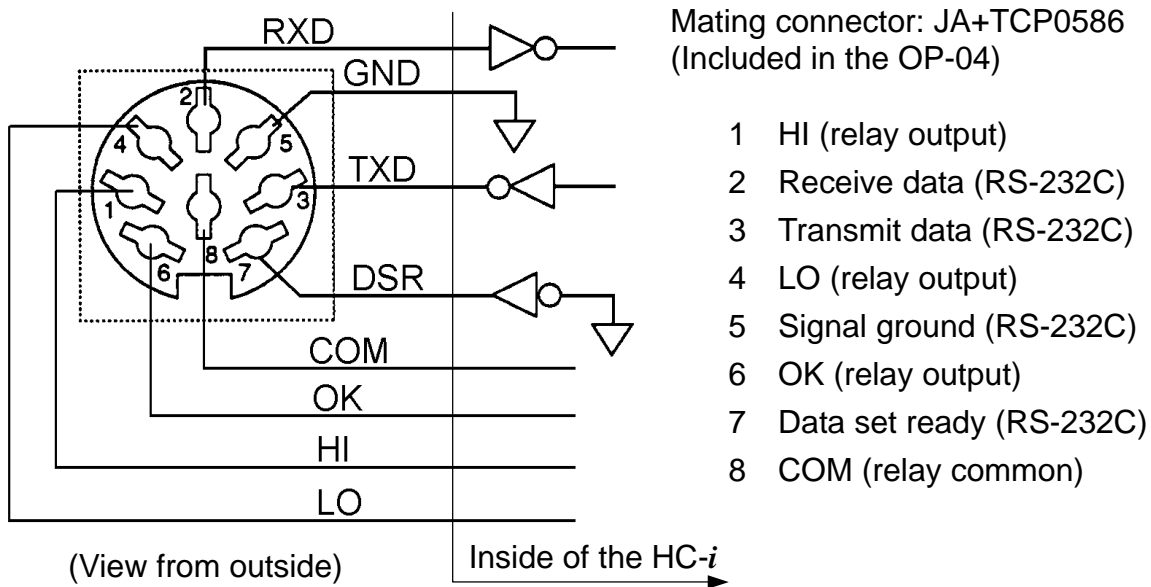 Mating connector: JA+TCP0586
(Included in the OP-04)
RXD
GND
TXD
DSR
COM
OK
HI
LO
2
4
5
1
3
6
8
7
1 HI (relay output)
2 Receive data (RS-232C)
3 Transmit data (RS-232C)
4 LO (relay output)
5 Signal ground (RS-232C)
6 OK (relay output)
7 Data set ready (RS-232C)
8 COM (relay common)
(View from outside)
Inside of the HC-i